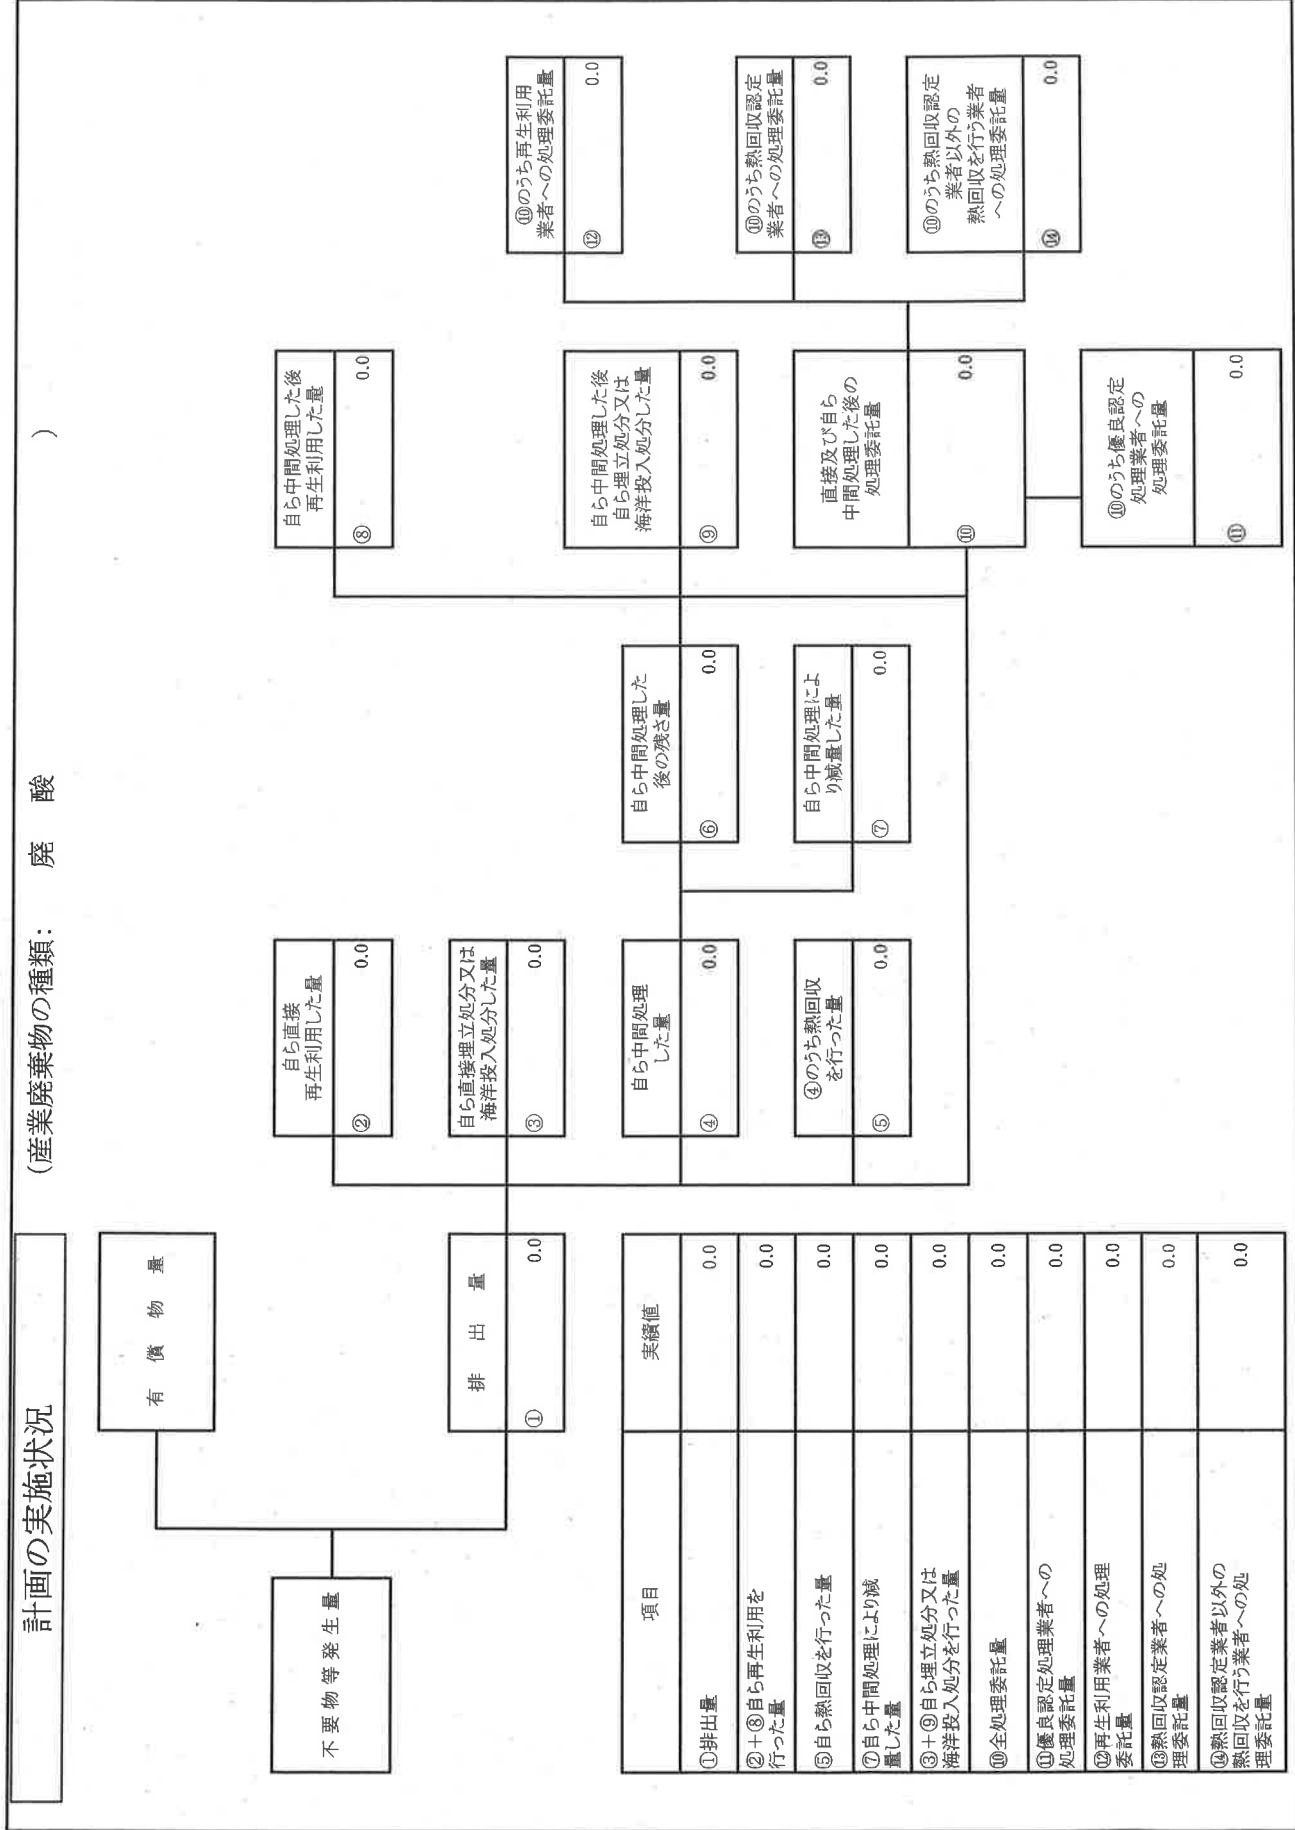 計画の実施状況
(産業廃棄物の種類: 廃 酸 )
不要物等発生量
有償物量
排出量
① 0.0
自ら直接
再生利用した量
② 0.0
自ら直接埋立処分又は
海洋投入処分した量
③ 0.0
自ら中間処理
した量
④ 0.0
④のうち熱回収
を行った量
⑤ 0.0
自ら中間処理した
後の残さ量
⑥ 0.0
自ら中間処理によ
り減量した量
⑦ 0.0
自ら中間処理した後
再生利用した量
⑧ 0.0
自ら中間処理した後
自ら埋立処分又は
海洋投入処分した量
⑨ 0.0
直接及び自ら
中間処理した後の
処理委託量
⑩ 0.0
⑩のうち優良認定
処理業者への
処理委託量
⑪ 0.0
⑩のうち再生利用
業者への処理委託量
⑫ 0.0
⑩のうち熱回収認定
業者への処理委託量
⑬ 0.0
⑩のうち熱回収認定
業者以外の
熱回収を行う業者
への処理委託量
⑭ 0.0
項目 実績値
①排出量 0.0
②+⑧自ら再生利用を
行った量 0.0
⑤自ら熱回収を行った量 0.0
⑦自ら中間処理により減
量した量 0.0
③+⑨自ら埋立処分又は
海洋投入処分を行った量 0.0
⑩全処理委託量 0.0
⑪優良認定処理業者への
処理委託量 0.0
⑫再生利用業者への処理
委託量 0.0
⑬熱回収認定業者への処
理委託量 0.0
⑭熱回収認定業者以外の
熱回収を行う業者への処
理委託量 0.0